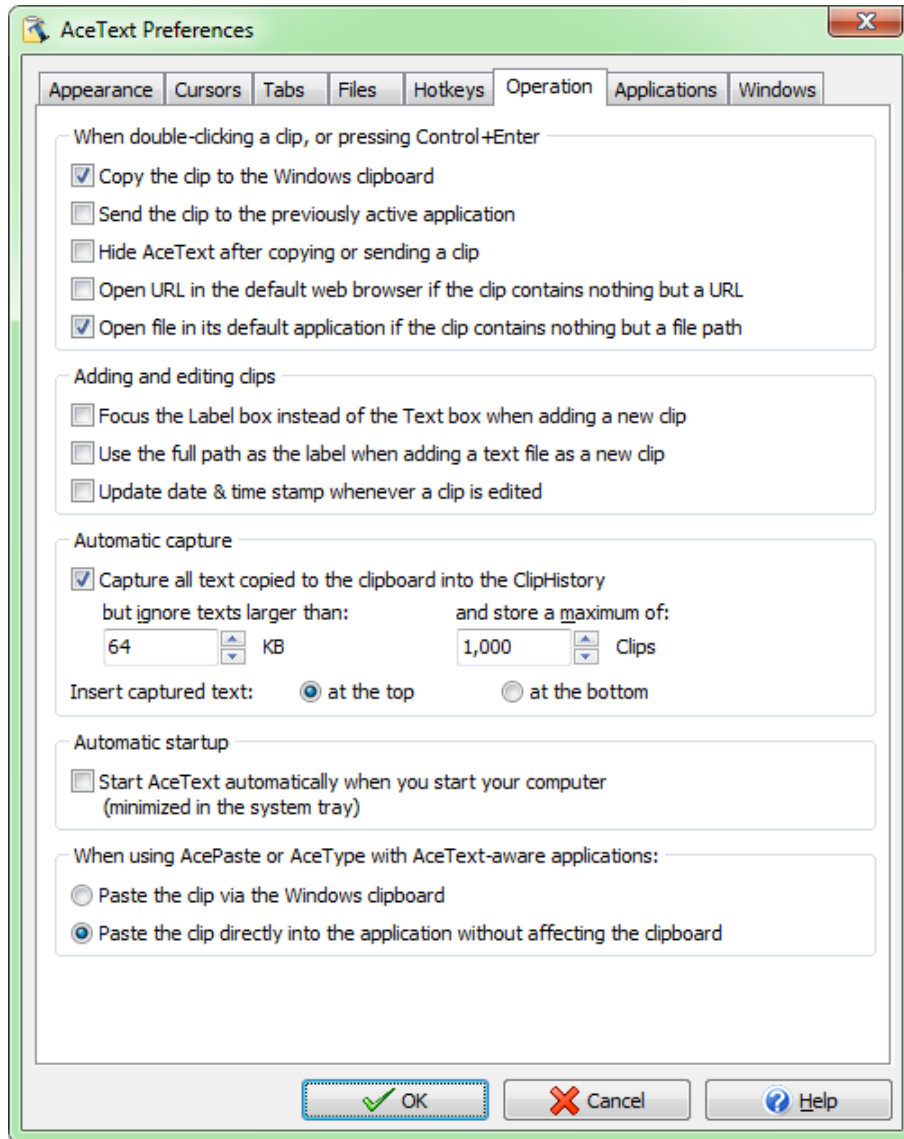 AceText Preferences
Appearance Cursors Tabs Files Hotkeys Operation Applications Windows
When double-clicking a clip, or pressing Control+Enter
Copy the clip to the Windows clipboard
Send the clip to the previously active application
Hide AceText after copying or sending a clip
Open URL in the default web browser if the clip contains nothing but a URL
Open file in its default application if the clip contains nothing but a file path
Adding and editing clips
Focus the Label box instead of the Text box when adding a new clip
Use the full path as the label when adding a text file as a new clip
Update date & time stamp whenever a clip is edited
Automatic capture
Capture all text copied to the clipboard into the ClipHistory
but ignore texts larger than: and store a maximum of:
64 KB 1,000 Clips
Insert captured text: at the top at the bottom
Automatic startup
Start AceText automatically when you start your computer
(minimized in the system tray)
When using AcePaste or AceType with AceText-aware applications:
Paste the clip via the Windows clipboard
Paste the clip directly into the application without affecting the clipboard
OK Cancel Help